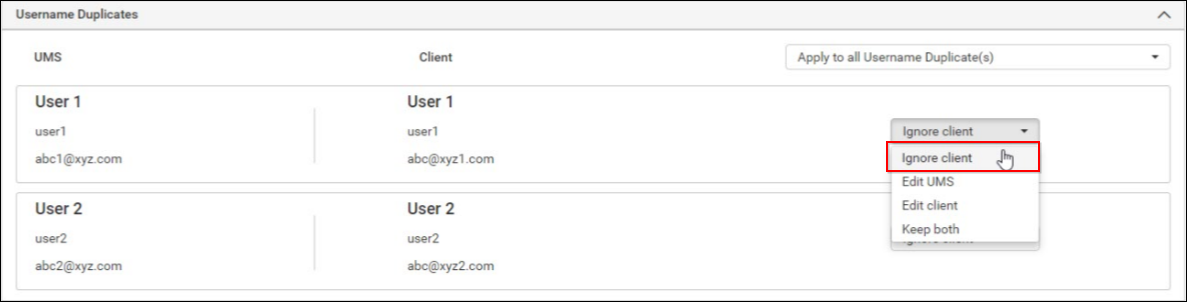 Username Duplicates
UMS Client Apply to all Username Duplicate(s)
User 1 User 1
user1 user1 Ignore client
abc1@xyz.com abc@xyz1.com Ignore client
Edit UMS
User 2 User 2 Edit client
Keep both
user2 user2 Ignore client
abc2@xyz.com abc@xyz2.com